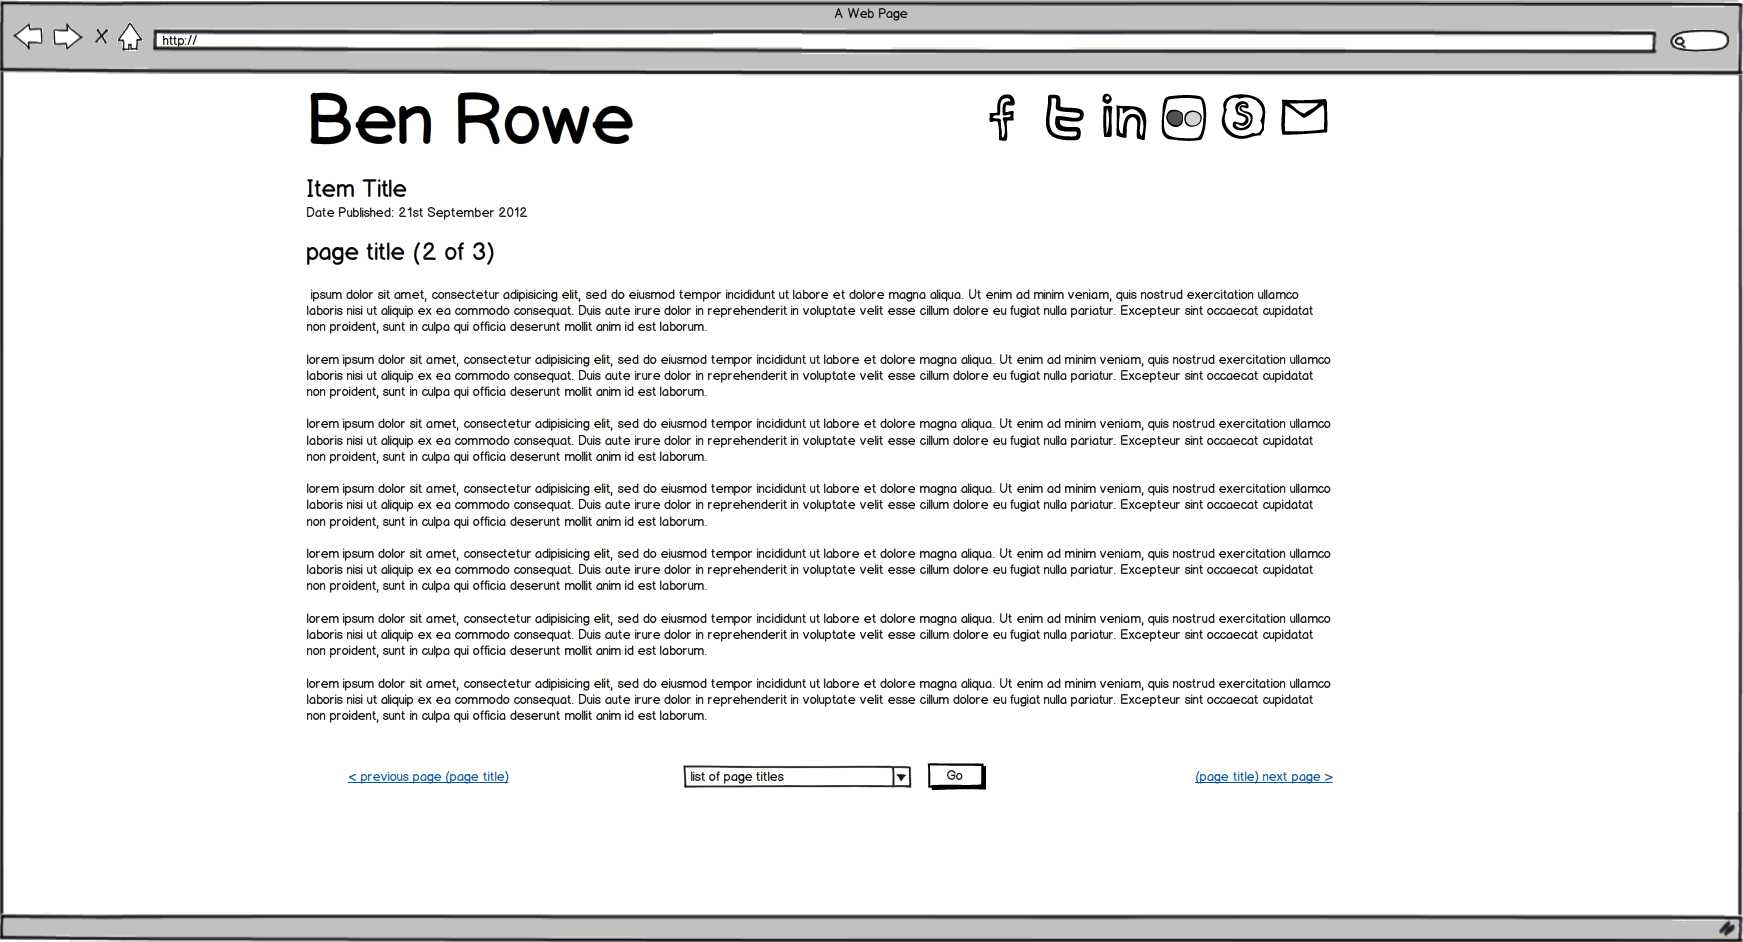 A Web Page
http://
Ben Rowe
Item Title
Date Published: 21st September 2012
page title (2 of 3)
ipsum dolor sit amet, consectetur adipisicing elit, sed do eiusmod tempor incididunt ut labore et dolore magna aliqua. Ut enim ad minim veniam, quis nostrud exercitation ullamco
laboris nisi ut aliquip ex ea commodo consequat. Duis aute irure dolor in reprehenderit in voluptate velit esse cillum dolore eu fugiat nulla pariatur. Excepteur sint occaecat cupidatat
non proident, sunt in culpa qui officia deserunt mollit anim id est laborum.
lorem ipsum dolor sit amet, consectetur adipisicing elit, sed do eiusmod tempor incididunt ut labore et dolore magna aliqua. Ut enim ad minim veniam, quis nostrud exercitation ullamco
laboris nisi ut aliquip ex ea commodo consequat. Duis aute irure dolor in reprehenderit in voluptate velit esse cillum dolore eu fugiat nulla pariatur. Excepteur sint occaecat cupidatat
non proident, sunt in culpa qui officia deserunt mollit anim id est laborum.
lorem ipsum dolor sit amet, consectetur adipisicing elit, sed do eiusmod tempor incididunt ut labore et dolore magna aliqua. Ut enim ad minim veniam, quis nostrud exercitation ullamco
laboris nisi ut aliquip ex ea commodo consequat. Duis aute irure dolor in reprehenderit in voluptate velit esse cillum dolore eu fugiat nulla pariatur. Excepteur sint occaecat cupidatat
non proident, sunt in culpa qui officia deserunt mollit anim id est laborum.
lorem ipsum dolor sit amet, consectetur adipisicing elit, sed do eiusmod tempor incididunt ut labore et dolore magna aliqua. Ut enim ad minim veniam, quis nostrud exercitation ullamco
laboris nisi ut aliquip ex ea commodo consequat. Duis aute irure dolor in reprehenderit in voluptate velit esse cillum dolore eu fugiat nulla pariatur. Excepteur sint occaecat cupidatat
non proident, sunt in culpa qui officia deserunt mollit anim id est laborum.
lorem ipsum dolor sit amet, consectetur adipisicing elit, sed do eiusmod tempor incididunt ut labore et dolore magna aliqua. Ut enim ad minim veniam, quis nostrud exercitation ullamco
laboris nisi ut aliquip ex ea commodo consequat. Duis aute irure dolor in reprehenderit in voluptate velit esse cillum dolore eu fugiat nulla pariatur. Excepteur sint occaecat cupidatat
non proident, sunt in culpa qui officia deserunt mollit anim id est laborum.
lorem ipsum dolor sit amet, consectetur adipisicing elit, sed do eiusmod tempor incididunt ut labore et dolore magna aliqua. Ut enim ad minim veniam, quis nostrud exercitation ullamco
laboris nisi ut aliquip ex ea commodo consequat. Duis aute irure dolor in reprehenderit in voluptate velit esse cillum dolore eu fugiat nulla pariatur. Excepteur sint occaecat cupidatat
non proident, sunt in culpa qui officia deserunt mollit anim id est laborum.
lorem ipsum dolor sit amet, consectetur adipisicing elit, sed do eiusmod tempor incididunt ut labore et dolore magna aliqua. Ut enim ad minim veniam, quis nostrud exercitation ullamco
laboris nisi ut aliquip ex ea commodo consequat. Duis aute irure dolor in reprehenderit in voluptate velit esse cillum dolore eu fugiat nulla pariatur. Excepteur sint occaecat cupidatat
non proident, sunt in culpa qui officia deserunt mollit anim id est laborum.
< previous page (page title)
list of page titles
Go
(page title) next page >